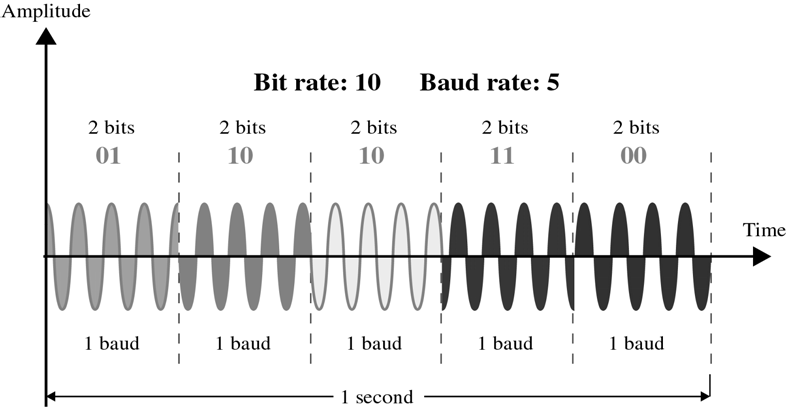 Amplitude
Bit rate: 10 Baud rate: 5
2 bits 2 bits 2 bits 2 bits 2 bits
01 10 10 11 00
Time
1 baud 1 baud 1 baud 1 baud 1 baud
1 second